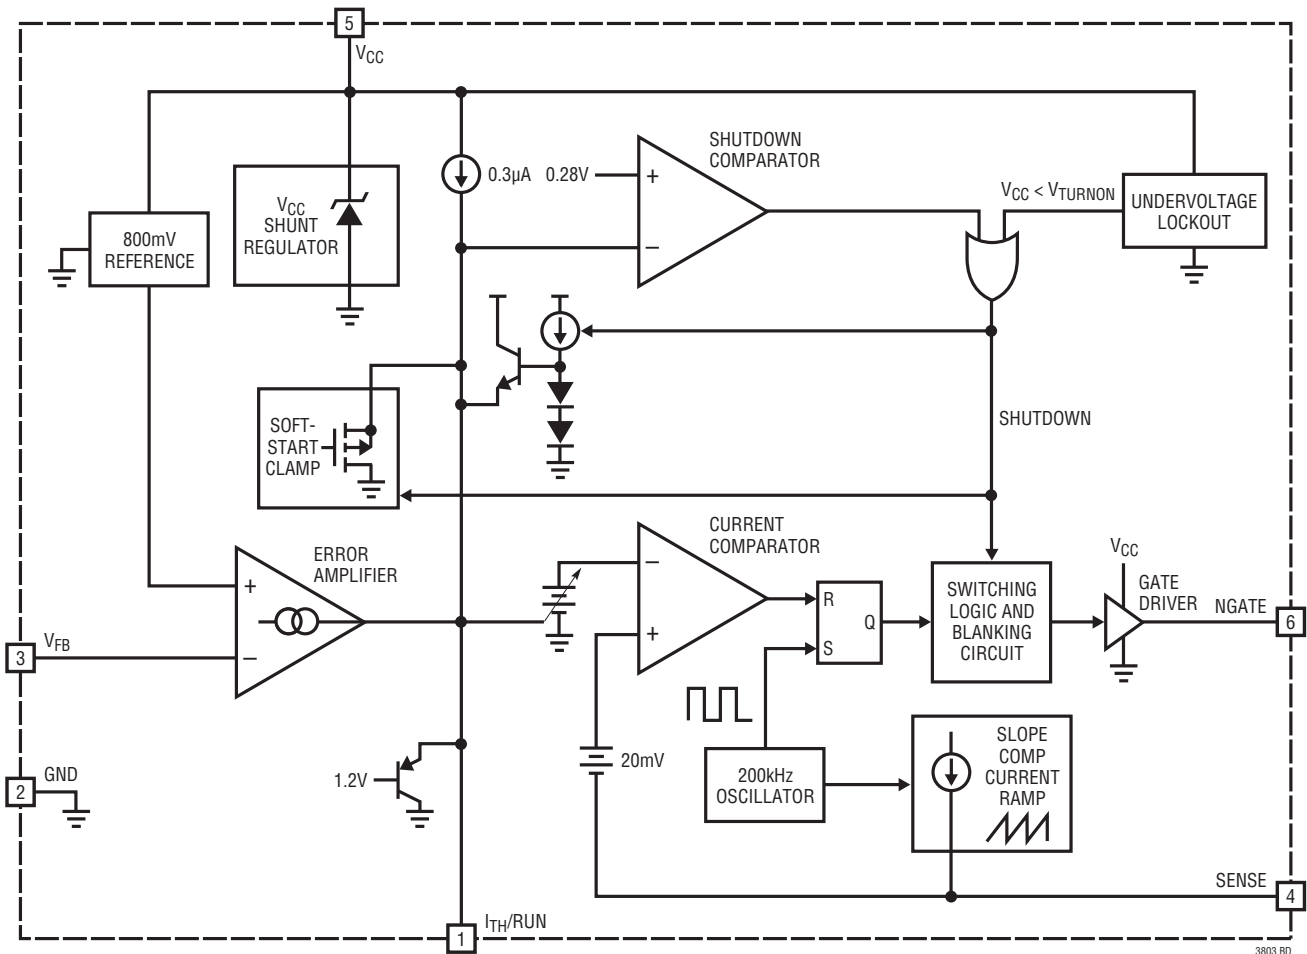 5
VCC
SHUTDOWN
COMPARATOR
0.3µA
0.28V
+
–
VCC < VTURNON
UNDERVOLTAGE
LOCKOUT
VCC
SHUNT
REGULATOR
800mV
REFERENCE
SOFT-
START
CLAMP
SHUTDOWN
CURRENT
COMPARATOR
–
+
ERROR
AMPLIFIER
+
–
3
VFB
R
S
Q
SWITCHING
LOGIC AND
BLANKING
CIRCUIT
VCC
GATE
DRIVER
NGATE
6
20mV
1.2V
GND
2
200kHz
OSCILLATOR
SLOPE
COMP
CURRENT
RAMP
SENSE
4
ITH/RUN
1
3803 BD